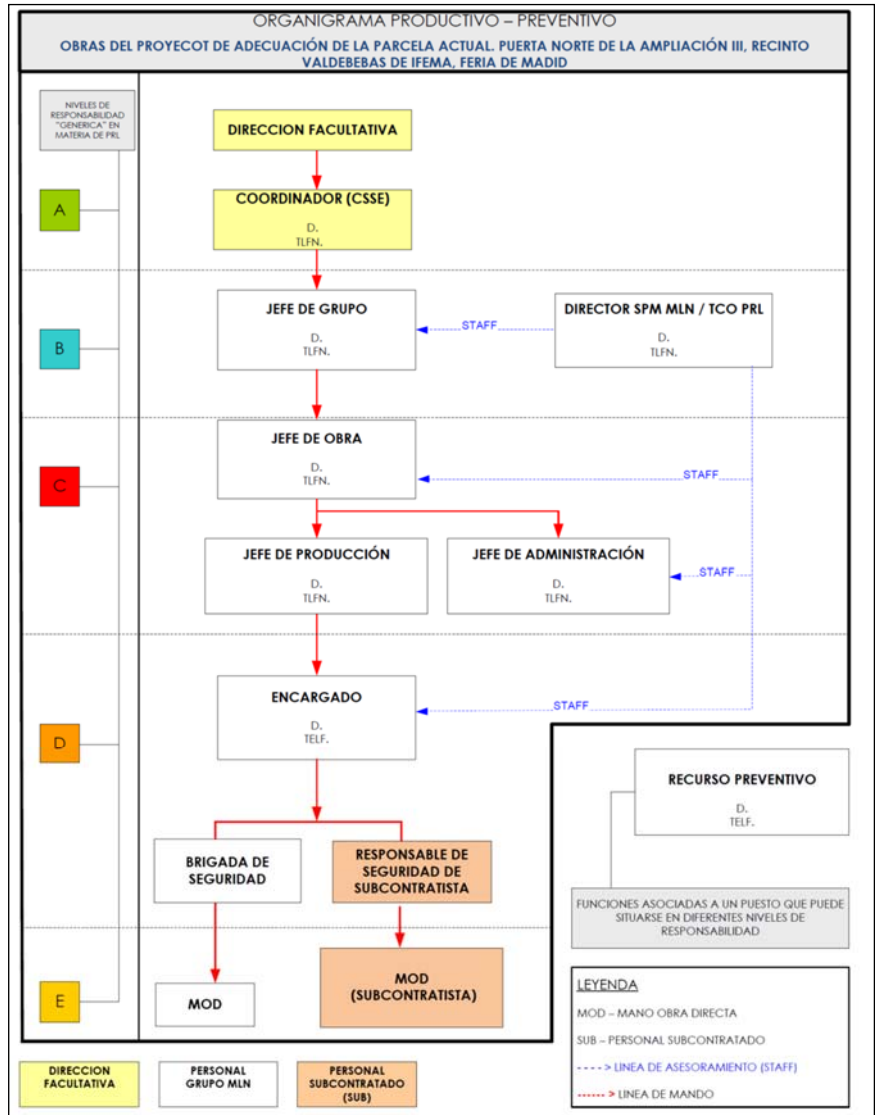 ORGANIGRAMA PRODUCTIVO – PREVENTIVO
OBRAS DEL PROYECOT DE ADECUACIÓN DE LA PARCELA ACTUAL. PUERTA NORTE DE LA AMPLIACIÓN III, RECINTO
VALDEBEBAS DE IFEMA, FERIA DE MADID
NIVELES DE
RESPONSABILIDAD
"GENERICA" EN
MATERIA DE PRL
DIRECCION FACULTATIVA
A
COORDINADOR (CSSE)
D.
TLFN.
B
JEFE DE GRUPO
D.
TLFN.
STAFF
DIRECTOR SPM MLN / TCO PRL
D.
TLFN.
C
JEFE DE OBRA
D.
TLFN.
STAFF
JEFE DE PRODUCCIÓN
D.
TLFN.
JEFE DE ADMINISTRACIÓN
D.
TLFN.
STAFF
D
ENCARGADO
D.
TELF.
STAFF
RECURSO PREVENTIVO
D.
TELF.
BRIGADA DE
SEGURIDAD
RESPONSABLE DE
SEGURIDAD DE
SUBCONTRATISTA
FUNCIONES ASOCIADAS A UN PUESTO QUE PUEDE
SITUARSE EN DIFERENTES NIVELES DE
RESPONSABILIDAD
E
MOD
MOD
(SUBCONTRATISTA)
LEYENDA
MOD – MANO OBRA DIRECTA
SUB – PERSONAL SUBCONTRATADO
- - - - > LINEA DE ASESORAMIENTO (STAFF)
------ > LINEA DE MANDO
DIRECCION
FACULTATIVA
PERSONAL
GRUPO MLN
PERSONAL
SUBCONTRATADO
(SUB)